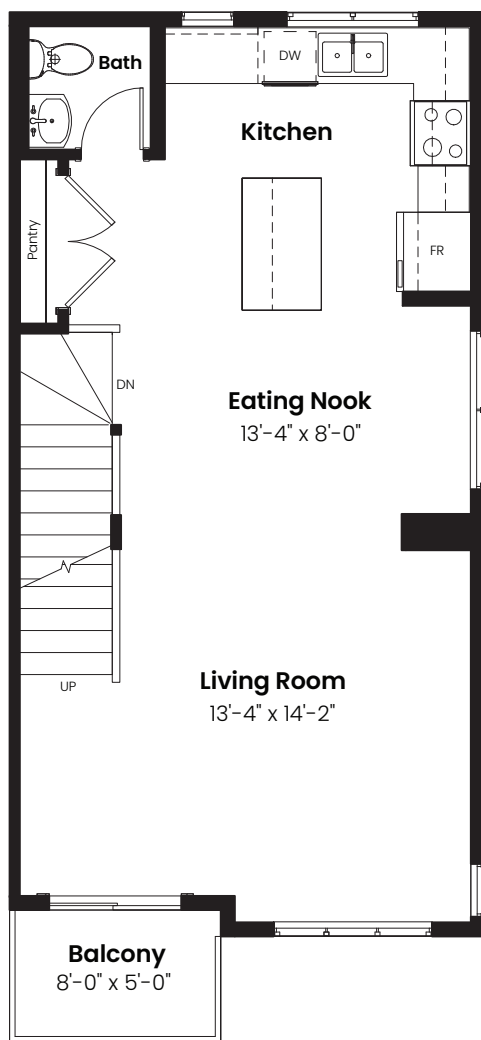 Bath
DW
Kitchen
Pantry
FR
DN
Eating Nook
13'-4" x 8'-0"
UP
Living Room
13'-4" x 14'-2"
Balcony
8'-0" x 5'-0"